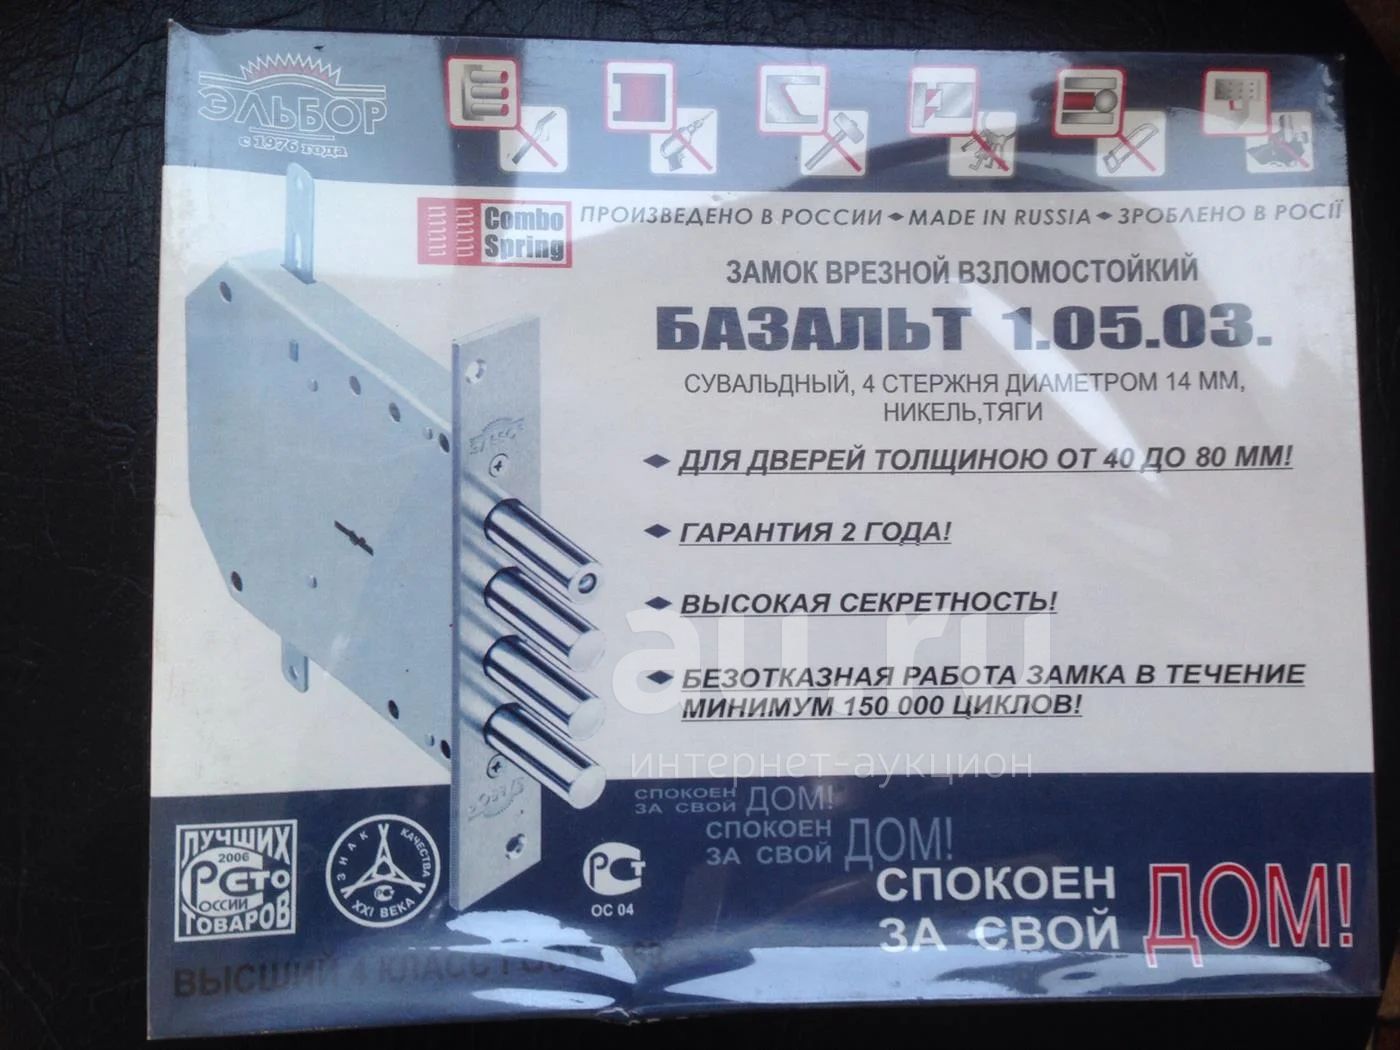 ЭЛЬБОР
с 1976 года
Combo
Spring
ПРОИЗВЕДЕНО В РОССИИ ◆ MADE IN RUSSIA ◆ ЗРОБЛЕНО В РОСІЇ
ЗАМОК ВРЕЗНОЙ ВЗЛОМОСТОЙКИЙ
БАЗАЛЬТ 1.05.03.
СУВАЛЬДНЫЙ, 4 СТЕРЖНЯ ДИАМЕТРОМ 14 ММ,
НИКЕЛЬ,ТЯГИ
◆ ДЛЯ ДВЕРЕЙ ТОЛЩИНОЮ ОТ 40 ДО 80 ММ!
◆ ГАРАНТИЯ 2 ГОДА!
◆ ВЫСОКАЯ СЕКРЕТНОСТЬ!
◆ БЕЗОТКАЗНАЯ РАБОТА ЗАМКА В ТЕЧЕНИЕ
МИНИМУМ 150 000 ЦИКЛОВ!
au.ru
интернет-аукцион
СПОКОЕН
ЗА СВОЙ ДОМ!
СПОКОЕН
ЗА СВОЙ ДОМ!
СПОКОЕН
ЗА СВОЙ ДОМ!
ЛУЧШИХ
2006
СТО
РОССИИ
ТОВАРОВ
ЗНАК КАЧЕСТВА
XXI ВЕКА
РСТ
ОС 04
ВЫСШИЙ 4 КЛАСС